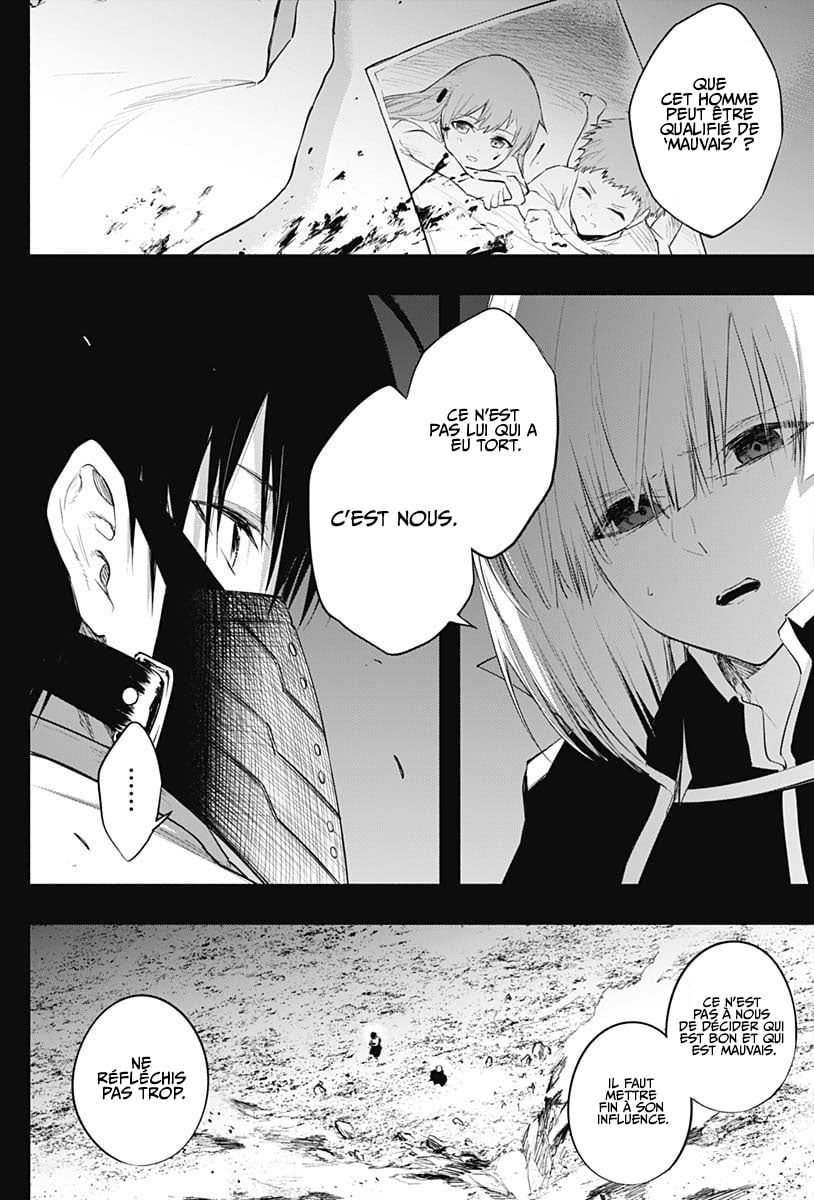 QUE
CET HOMME
PEUT ÊTRE
QUALIFIÉ DE
'MAUVAIS' ?
CE N'EST
PAS LUI QUI A
EU TORT.
C'EST NOUS.
......
CE N'EST
PAS À NOUS
DE DÉCIDER QUI
EST BON ET QUI
EST MAUVAIS.
IL FAUT
METTRE
FIN À SON
INFLUENCE.
NE
RÉFLÉCHIS
PAS TROP.